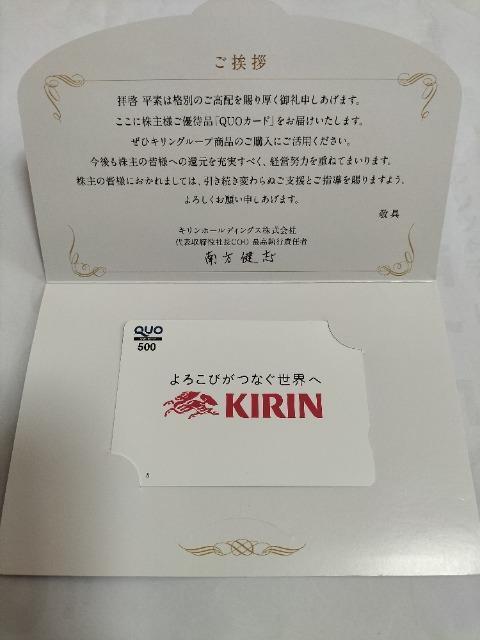 ご挨拶
拝啓 平素は格別のご高配を賜り厚く御礼申しあげます。
ここに株主様ご優待品「QUOカード」をお届けいたします。
ぜひキリングループ商品のご購入にご活用ください。
今後も株主の皆様への還元を充実すべく、経営努力を重ねてまいります。
株主の皆様におかれましては、引き続き変わらぬご支援とご指導を賜りますよう、
よろしくお願い申しあげます。
敬具
キリンホールディングス株式会社
代表取締役社長COO 最高執行責任者
南方健志
QUO
500
よろこびがつなぐ世界へ
KIRIN